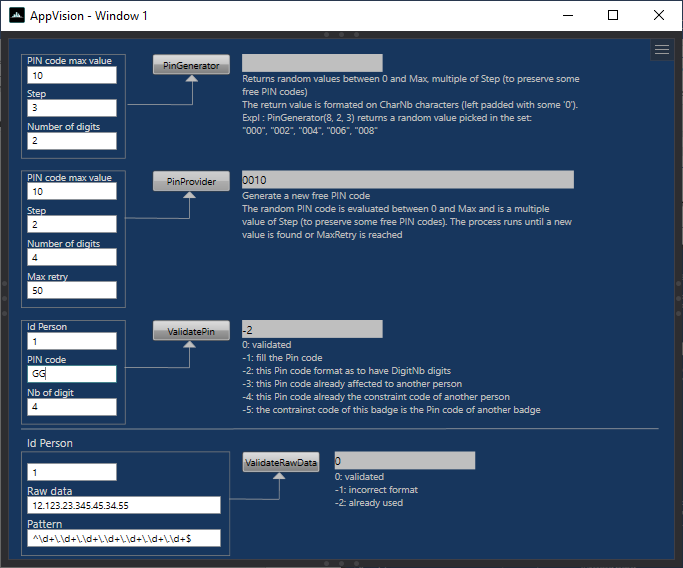 AppVision - Window 1
PIN code max value
10
Step
3
Number of digits
2
PinGenerator
Returns random values between 0 and Max, multiple of Step (to preserve some
free PIN codes)
The return value is formatted on CharNb characters (left padded with some '0').
Expl : PinGenerator(8, 2, 3) returns a random value picked in the set:
"000", "002", "004", "006", "008"
PIN code max value
10
Step
2
Number of digits
4
Max retry
50
PinProvider
0010
Generate a new free PIN code
The random PIN code is evaluated between 0 and Max and is a multiple
value of Step (to preserve some free PIN codes). The process runs until a new
value is found or MaxRetry is reached
Id Person
1
PIN code
GG
Nb of digit
4
ValidatePin
-2
0: validated
-1: fill the Pin code
-2: this Pin code format as to have DigitNb digits
-3: this Pin code already affected to another person
-4: this Pin code already the constraint code of another person
-5: the contrainst code of this badge is the Pin code of another badge
Id Person
1
Raw data
12.123.23.345.45.34.55
Pattern
^\d+\.\d+\.\d+\.\d+\.\d+\.\d+\.\d+$
ValidateRawData
0
0: validated
-1: incorrect format
-2: already used